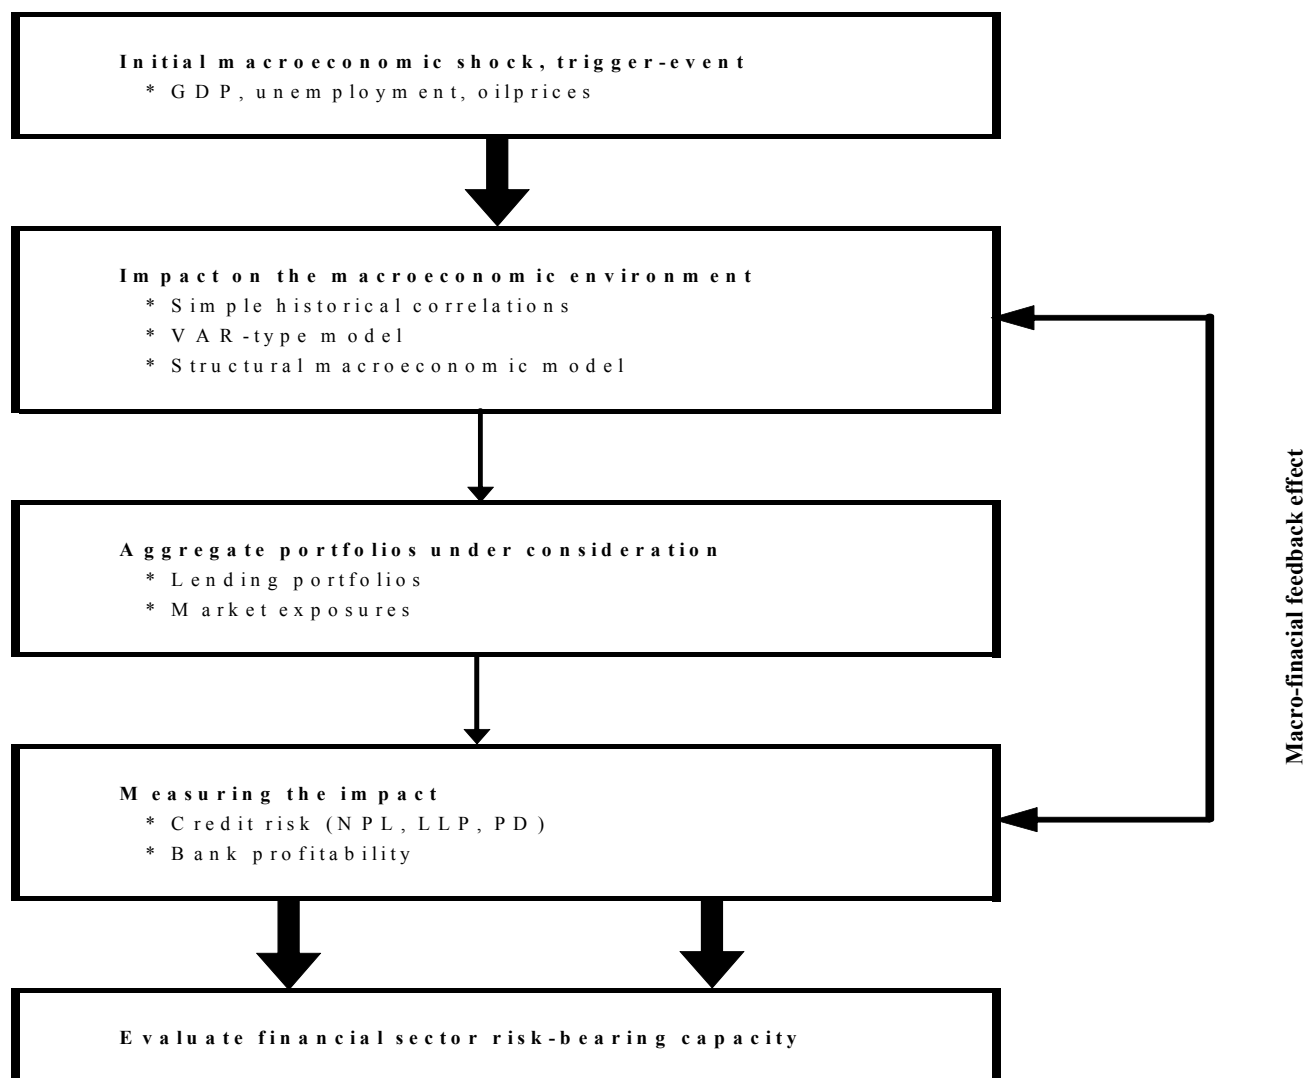 Initial macroeconomic shock, trigger-event
* GDP, unemployment, oilprices
Impact on the macroeconomic environment
* Simple historical correlations
* VAR-type model
* Structural macroeconomic model
Aggregate portfolios under consideration
* Lending portfolios
* Market exposures
Measuring the impact
* Credit risk (NPL, LLP, PD)
* Bank profitability
Evaluate financial sector risk-bearing capacity
Macro-finacial feedback effect